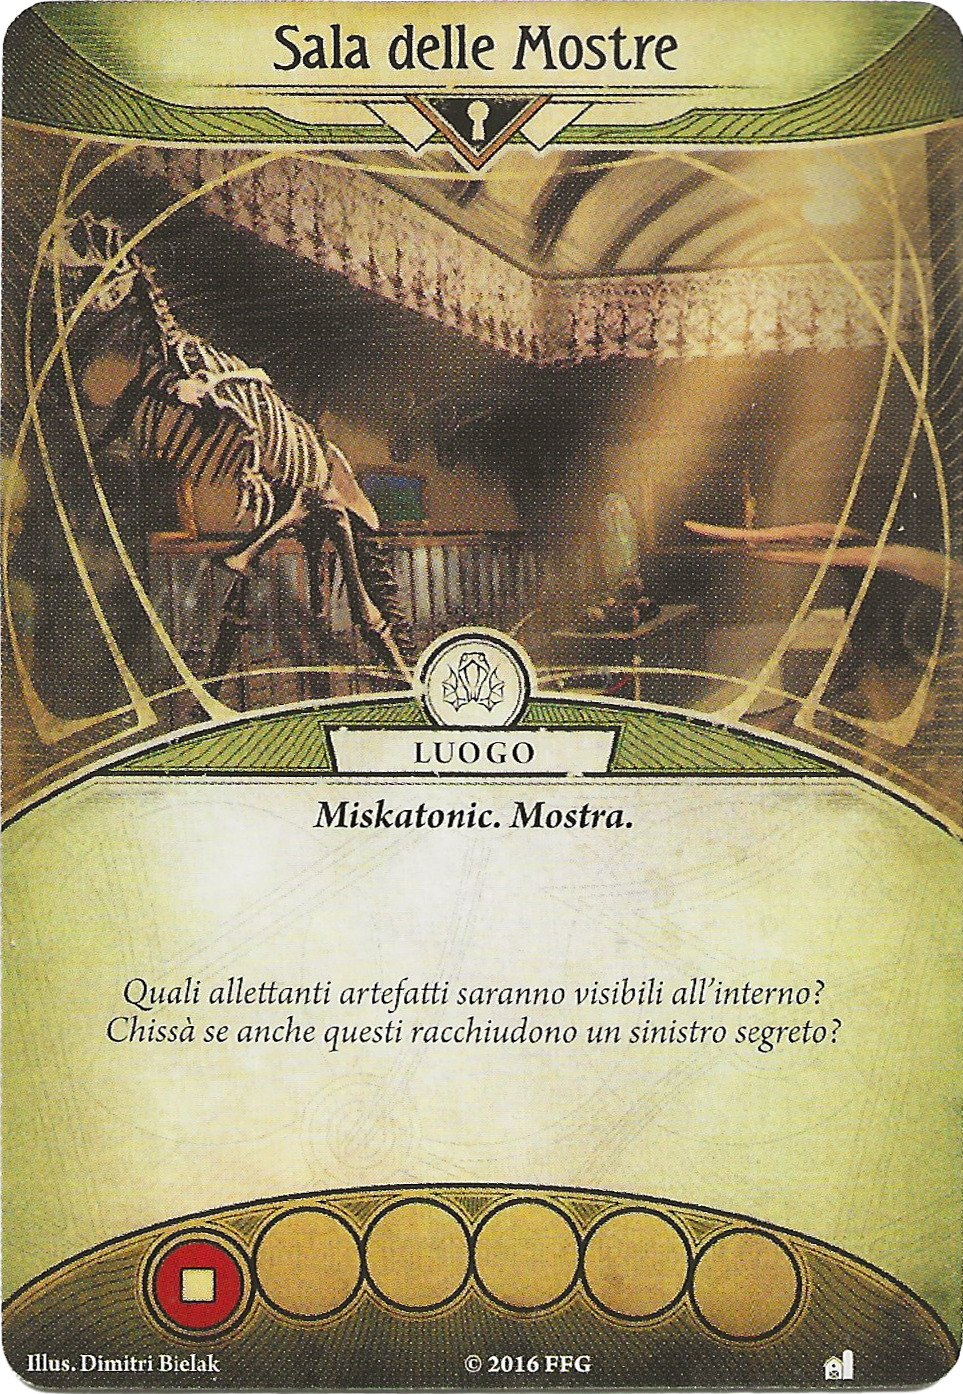 Sala delle Mostre
LUOGO
Miskatonic. Mostra.
Quali allettanti artefatti saranno visibili all'interno?
Chissà se anche questi racchiudono un sinistro segreto?
Illus. Dimitri Bielak
© 2016 FFG